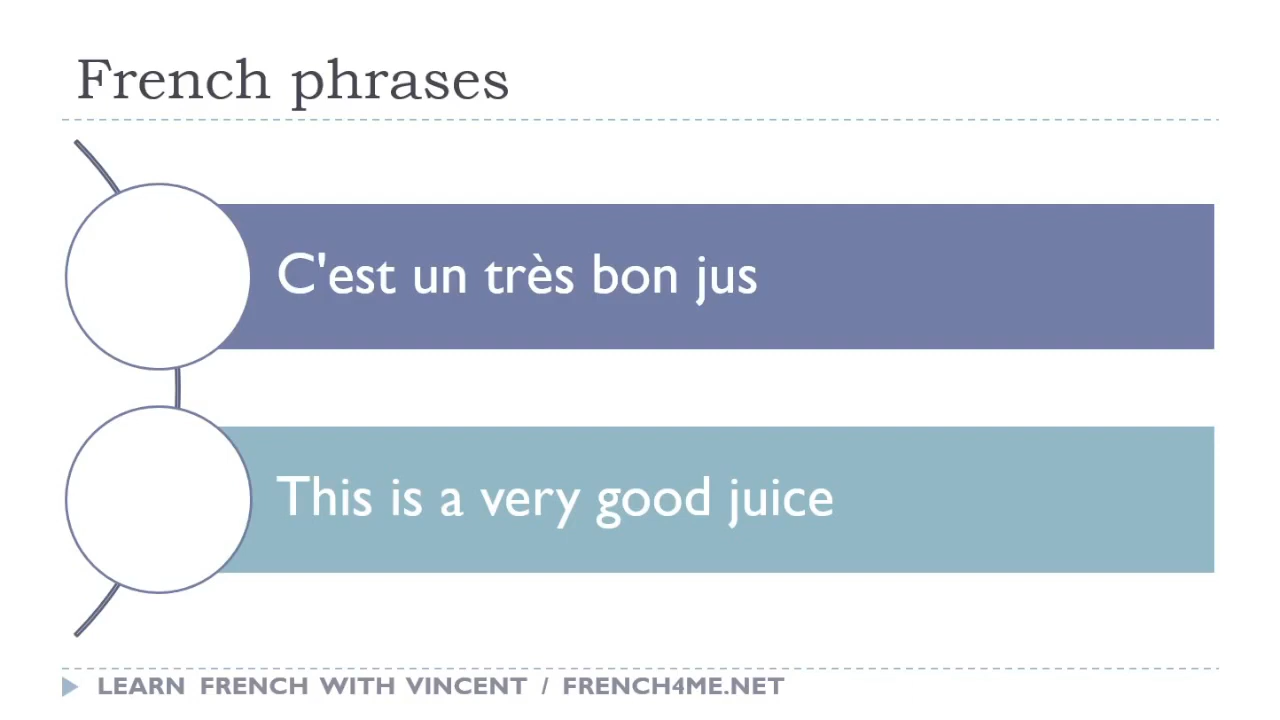 French phrases
C'est un très bon jus
This is a very good juice
LEARN FRENCH WITH VINCENT / FRENCH4ME.NET